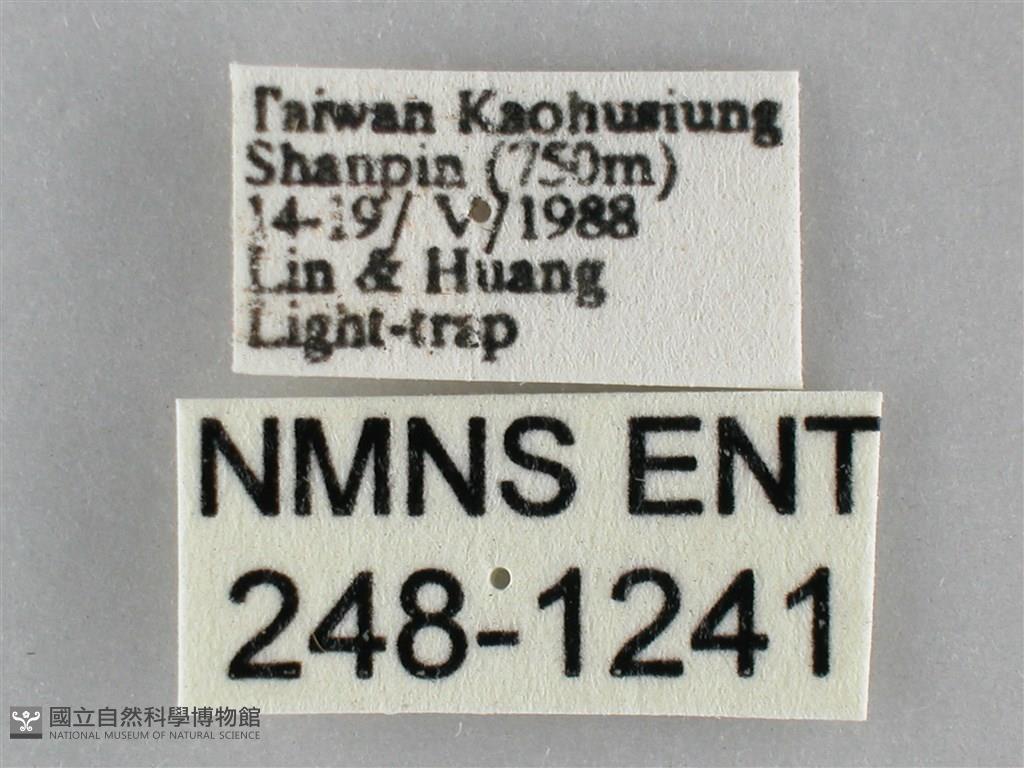 Taiwan Kaohusiung
Shanpin (750m)
14-19/ V /1988
Lin & Huang
Light-trap
NMNS ENT
248-1241
國立自然科學博物館
NATIONAL MUSEUM OF NATURAL SCIENCE